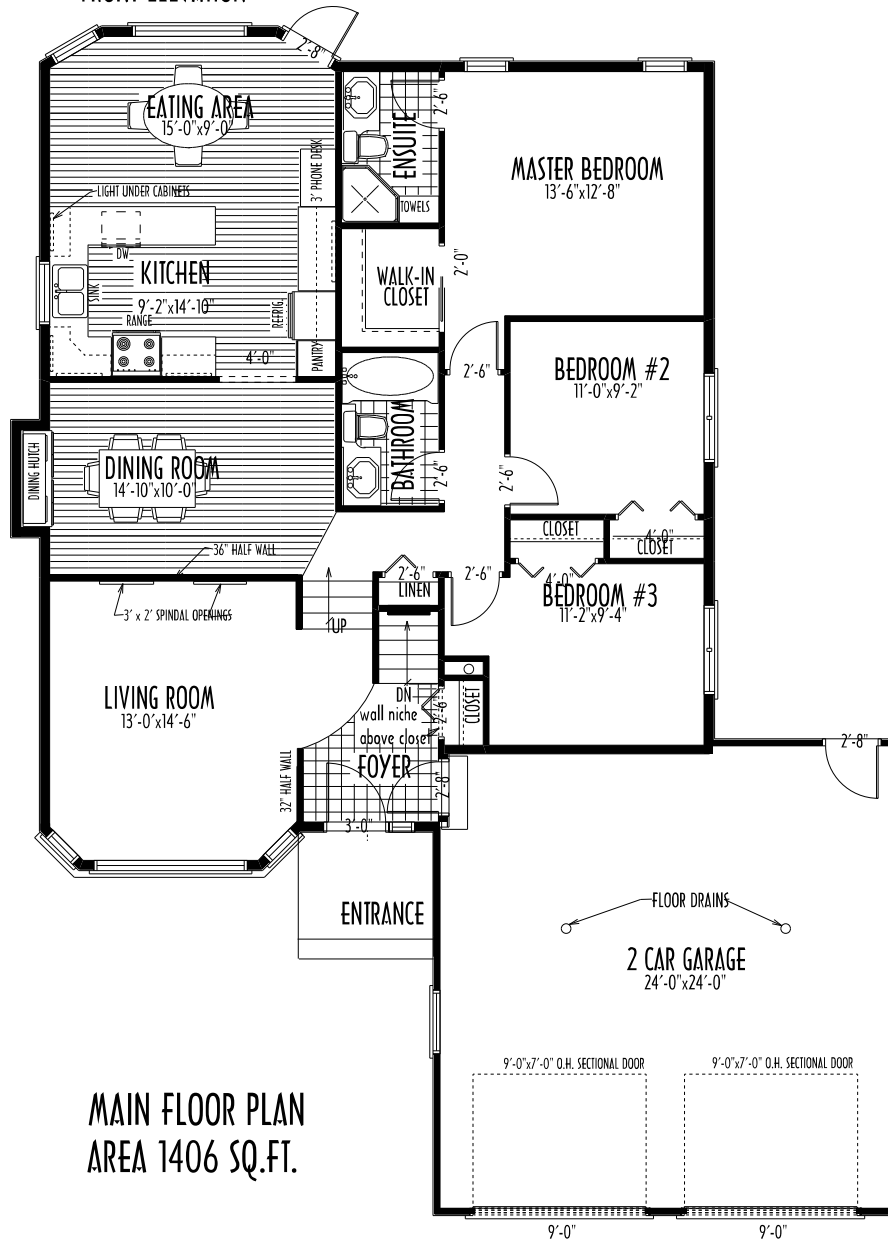 2'-8"
EATING AREA
15'-0"x9'-0"
ENSUITE
2'-6"
3' PHONE DESK
TOWELS
MASTER BEDROOM
13'-6"x12'-8"
LIGHT UNDER CABINETS
DW
KITCHEN
9'-2"x14'-10"
SINK
RANGE
REFRIG.
PANTRY
4'-0"
WALK-IN
CLOSET
2'-0"
2'-6"
BEDROOM #2
11'-0"x9'-2"
BATHROOM
2'-6"
2'-6"
DINING HUTCH
DINING ROOM
14'-10"x10'-0"
CLOSET
4'-0"
CLOSET
36" HALF WALL
2'-6"
LINEN
2'-6"
4'-0"
BEDROOM #3
11'-2"x9'-4"
3' x 2' SPINDAL OPENINGS
UP
LIVING ROOM
13'-0"x14'-6"
DN
wall niche
above closet
2'-6"
CLOSET
FOYER
32" HALF WALL
2'-8"
3'-0"
2'-8"
ENTRANCE
FLOOR DRAINS
2 CAR GARAGE
24'-0"x24'-0"
9'-0"x7'-0" O.H. SECTIONAL DOOR
9'-0"x7'-0" O.H. SECTIONAL DOOR
MAIN FLOOR PLAN
AREA 1406 SQ.FT.
9'-0"
9'-0"